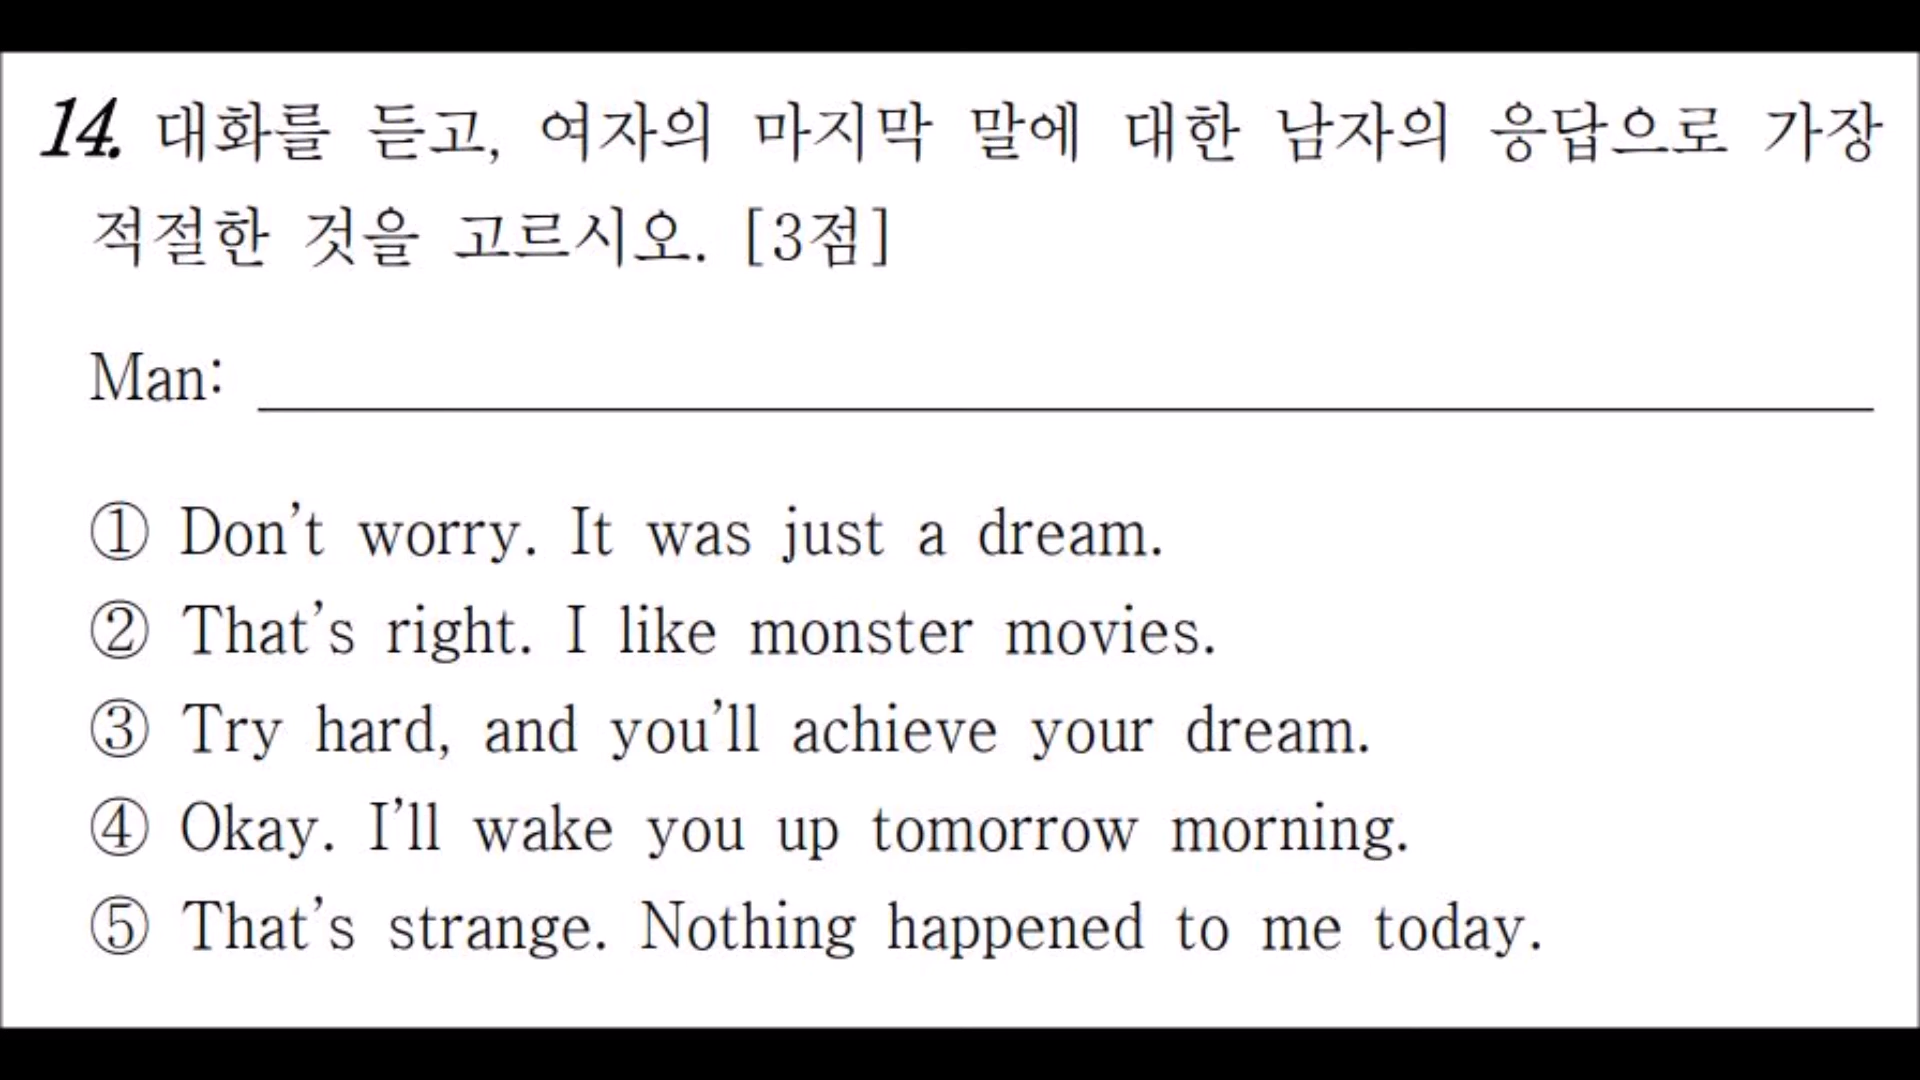 14. 대화를 듣고, 여자의 마지막 말에 대한 남자의 응답으로 가장
적절한 것을 고르시오. [3점]
Man:
① Don't worry. It was just a dream.
② That's right. I like monster movies.
③ Try hard, and you'll achieve your dream.
④ Okay. I'll wake you up tomorrow morning.
⑤ That's strange. Nothing happened to me today.